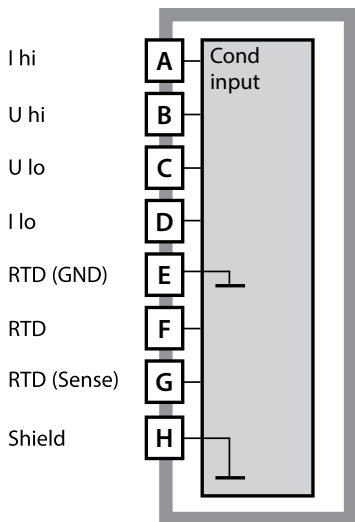 I hi
A
Cond
input
U hi
B
U lo
C
I lo
D
RTD (GND)
E
RTD
F
RTD (Sense)
G
Shield
H